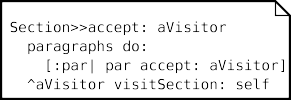 Section>>accept: aVisitor
paragraphs do:
[:par| par accept: aVisitor]
^aVisitor visitSection: self